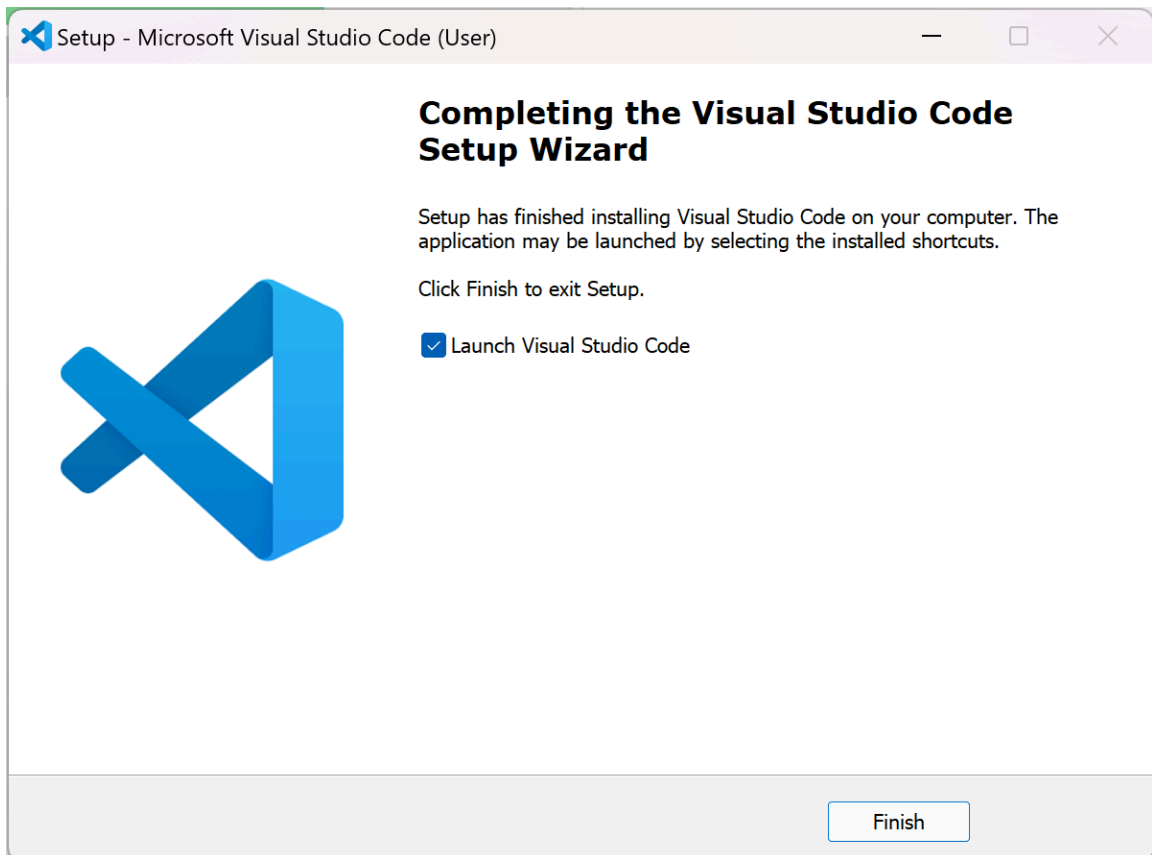 Setup - Microsoft Visual Studio Code (User)
Completing the Visual Studio Code
Setup Wizard
Setup has finished installing Visual Studio Code on your computer. The
application may be launched by selecting the installed shortcuts.
Click Finish to exit Setup.
Launch Visual Studio Code
Finish